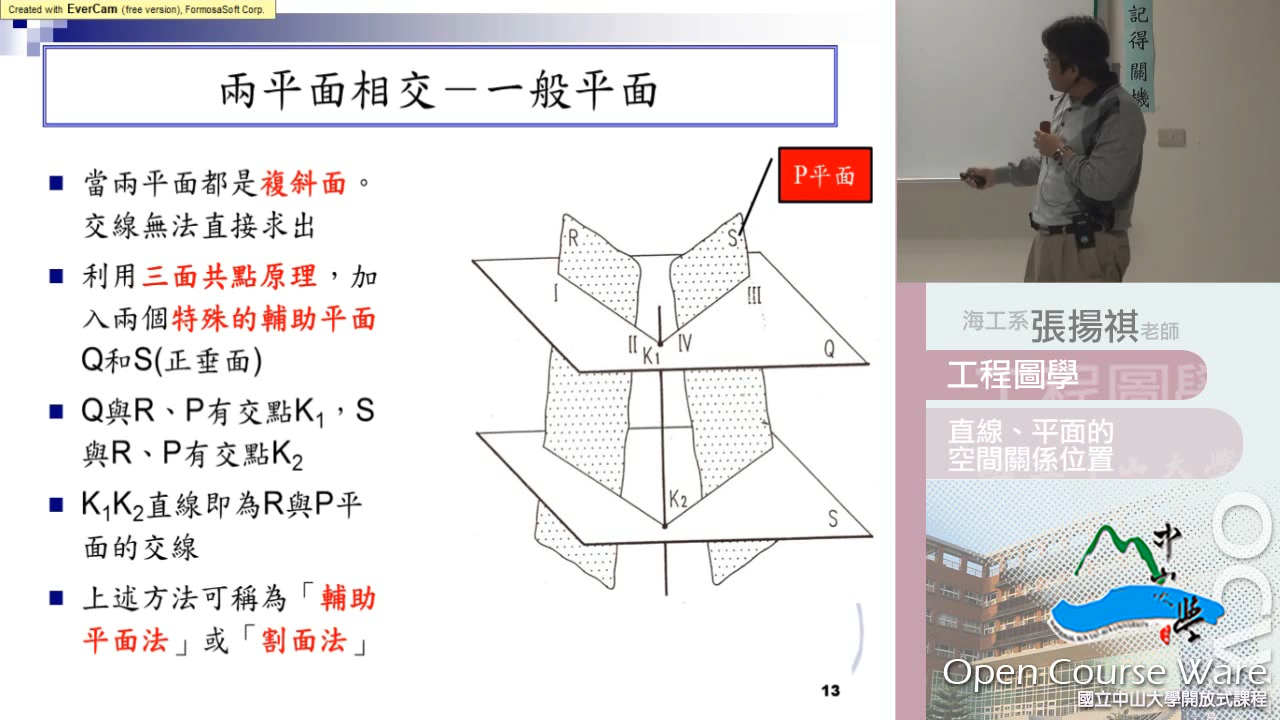 Created with EverCam (free version), FormosaSoft Corp.
兩平面相交－一般平面
當兩平面都是複斜面。
交線無法直接求出
利用三面共點原理，加
入兩個特殊的輔助平面
Q和S(正垂面)
Q與R、P有交點K1，S
與R、P有交點K2
K1K2直線即為R與P平
面的交線
上述方法可稱為「輔助
平面法」或「割面法」
P平面
R
S
I
III
II
K1
IV
Q
K2
S
13
記得關機
海工系張揚祺老師
工程圖學
直線、平面的
空間關係位置
中山大學
OCW
Open Course Ware
國立中山大學開放式課程